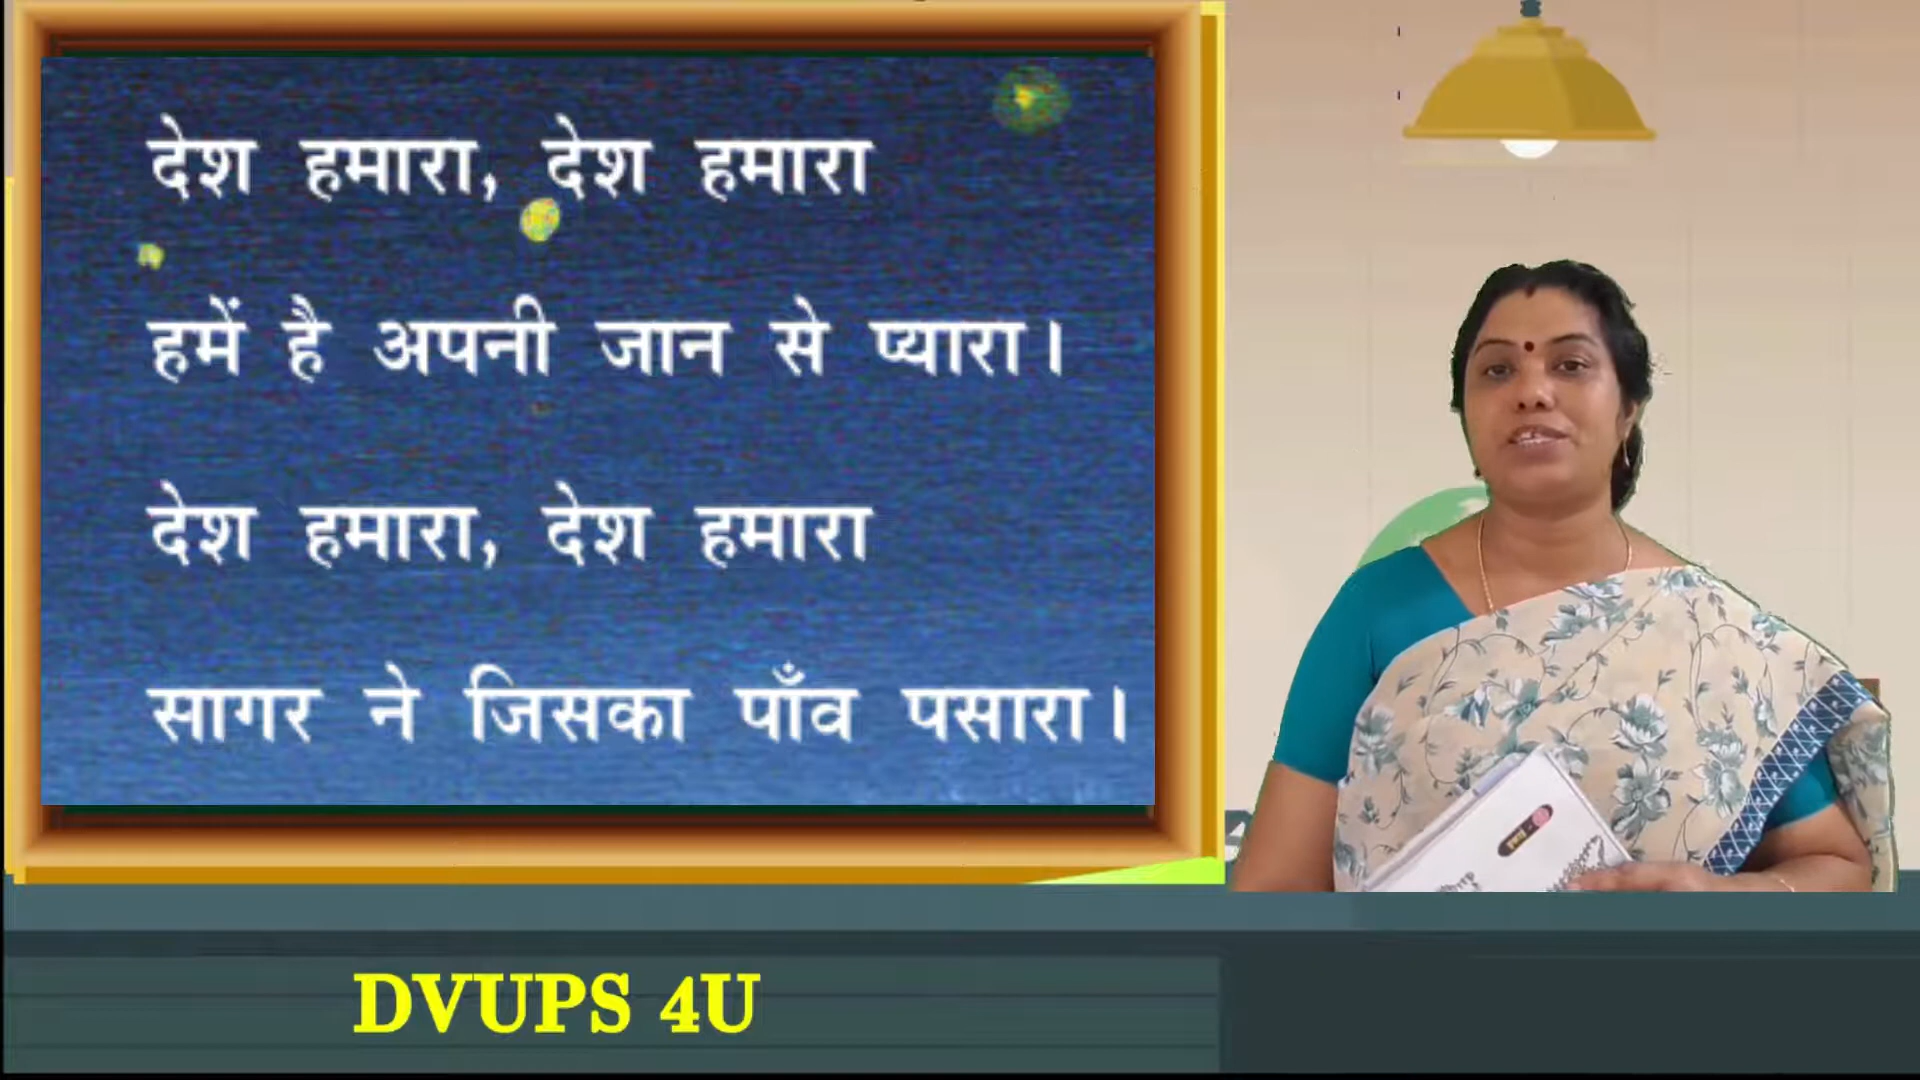 देश हमारा, देश हमारा
हमें है अपनी जान से प्यारा।
देश हमारा, देश हमारा
सागर ने जिसका पाँव पसारा।
DVUPS 4U